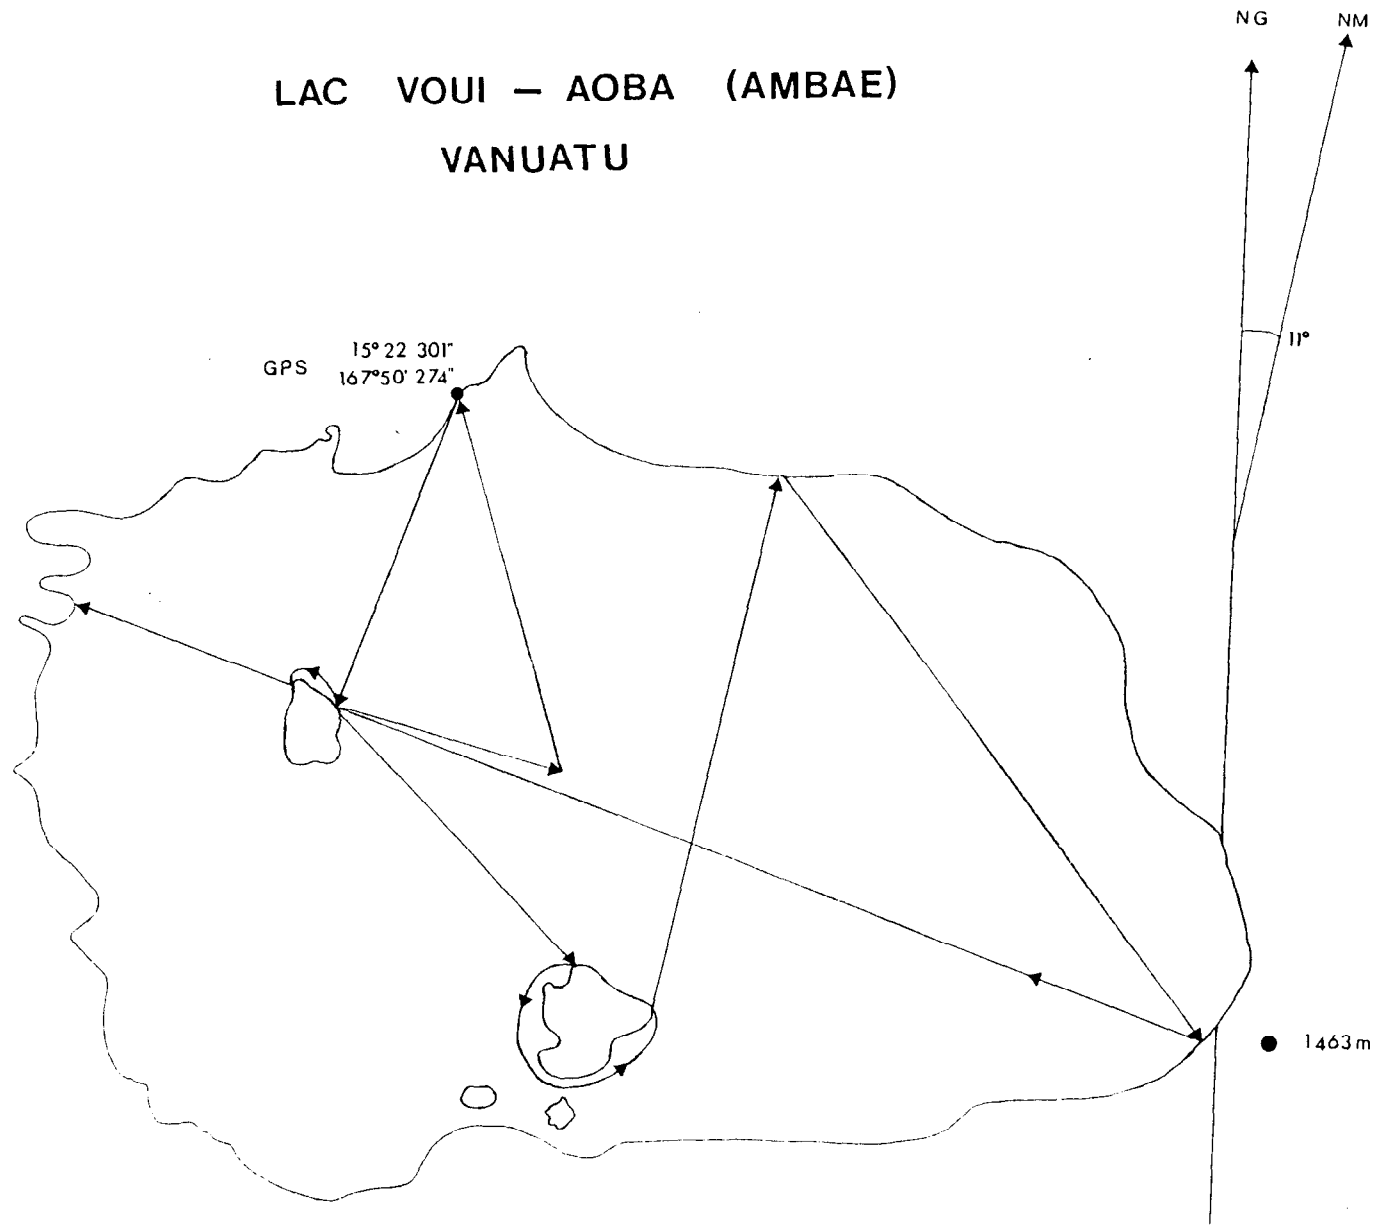 NG NM
LAC VOUI — AOBA (AMBAE)
VANUATU
11°
15° 22 301"
GPS
167°50' 274"
1463m